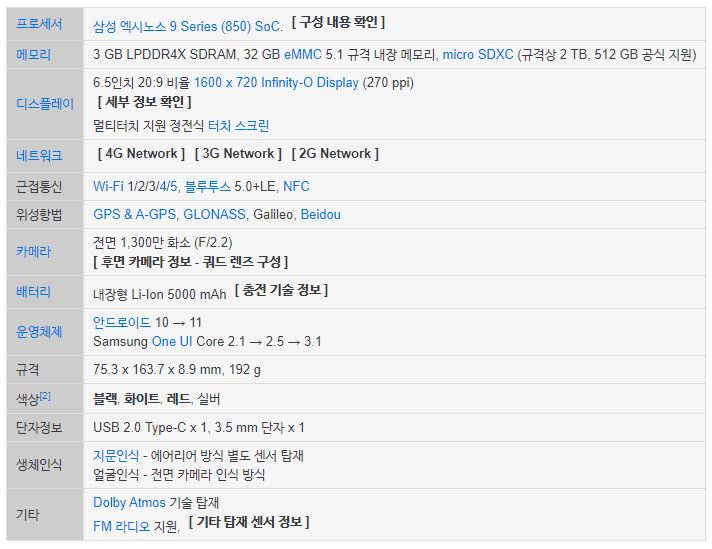 프로세서 삼성 엑시노스 9 Series (850) SoC. [ 구성 내용 확인 ]
메모리 3 GB LPDDR4X SDRAM, 32 GB eMMC 5.1 규격 내장 메모리, micro SDXC (규격상 2 TB, 512 GB 공식 지원)
디스플레이 6.5인치 20:9 비율 1600 x 720 Infinity-O Display (270 ppi)
[ 세부 정보 확인 ]
멀티터치 지원 정전식 터치 스크린
네트워크 [ 4G Network ] [ 3G Network ] [ 2G Network ]
근접통신 Wi-Fi 1/2/3/4/5, 블루투스 5.0+LE, NFC
위성항법 GPS & A-GPS, GLONASS, Galileo, Beidou
카메라 전면 1,300만 화소 (F/2.2)
[ 후면 카메라 정보 - 쿼드 렌즈 구성 ]
배터리 내장형 Li-Ion 5000 mAh [ 충전 기술 정보 ]
운영체제 안드로이드 10 → 11
Samsung One UI Core 2.1 → 2.5 → 3.1
규격 75.3 x 163.7 x 8.9 mm, 192 g
색상[2] 블랙, 화이트, 레드, 실버
단자정보 USB 2.0 Type-C x 1, 3.5 mm 단자 x 1
생체인식 지문인식 - 에어리어 방식 별도 센서 탑재
얼굴인식 - 전면 카메라 인식 방식
기타 Dolby Atmos 기술 탑재
FM 라디오 지원, [ 기타 탑재 센서 정보 ]